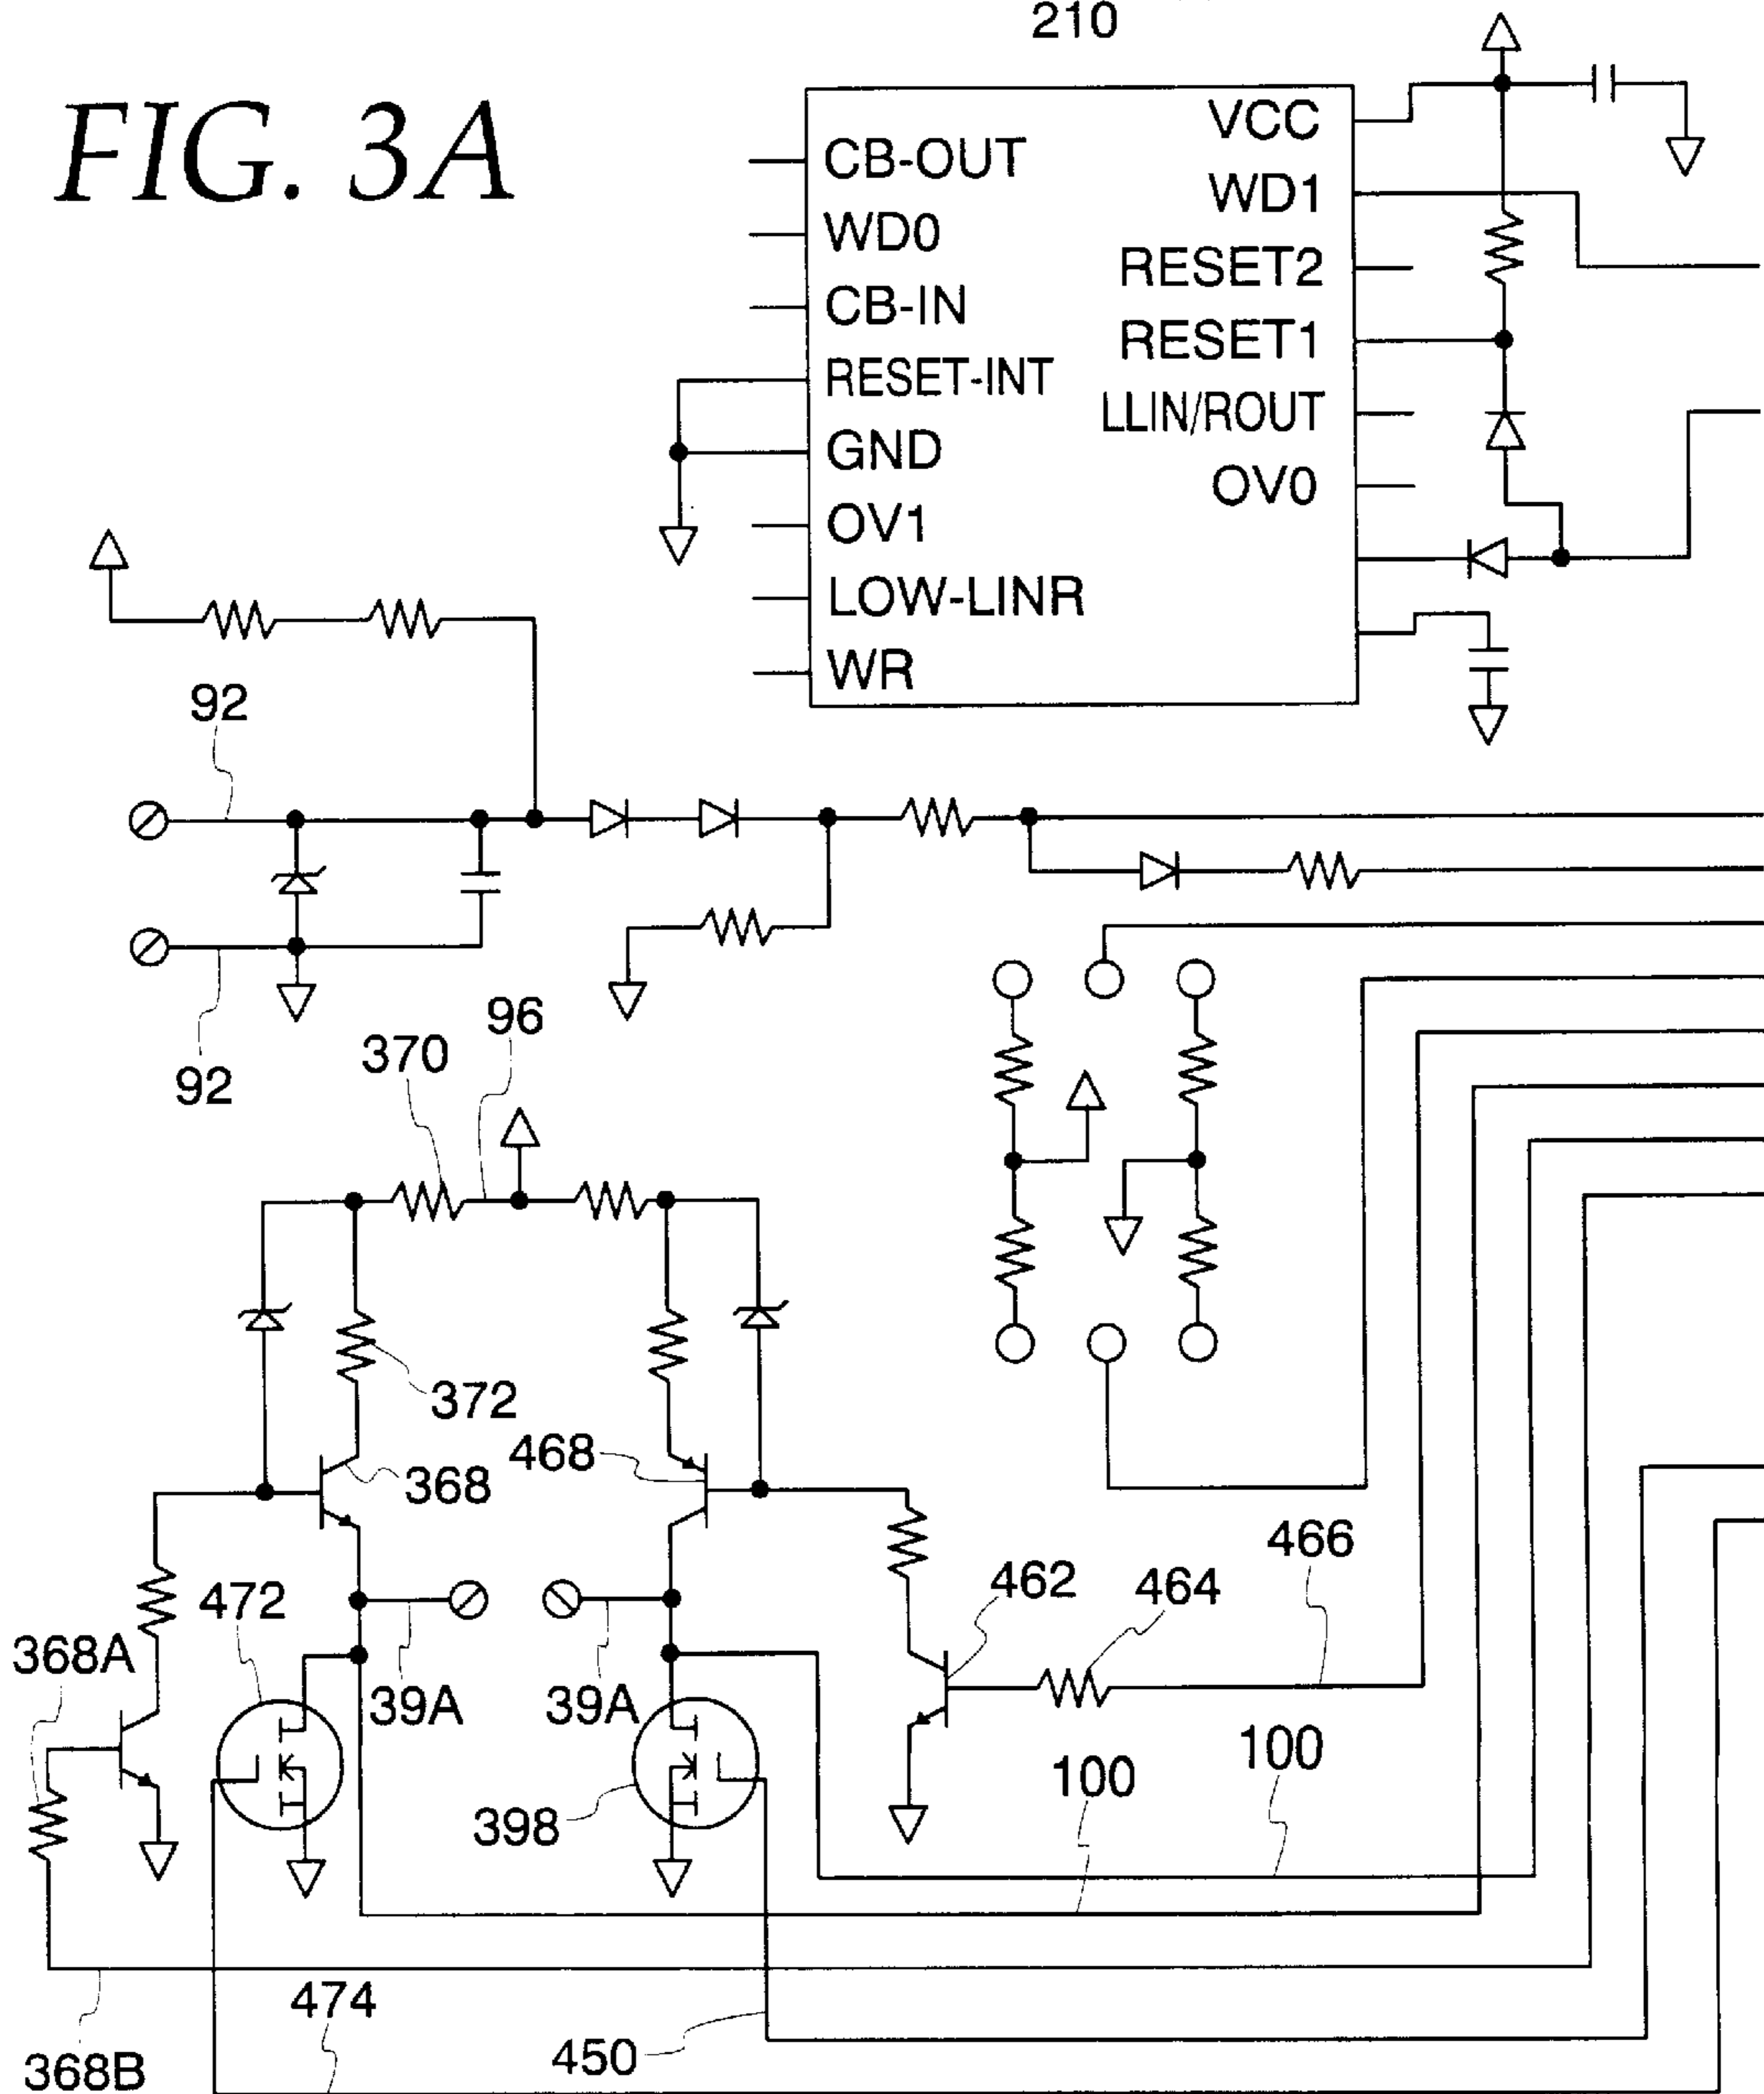 210
FIG. 3A
CB-OUT
WD0
CB-IN
RESET-INT
GND
OV1
LOW-LINR
WR
VCC
WD1
RESET2
RESET1
LLIN/ROUT
OV0
92
92
96
370
372
368
468
472
368A
39A
39A
398
462
464
466
100
100
474
450
368B